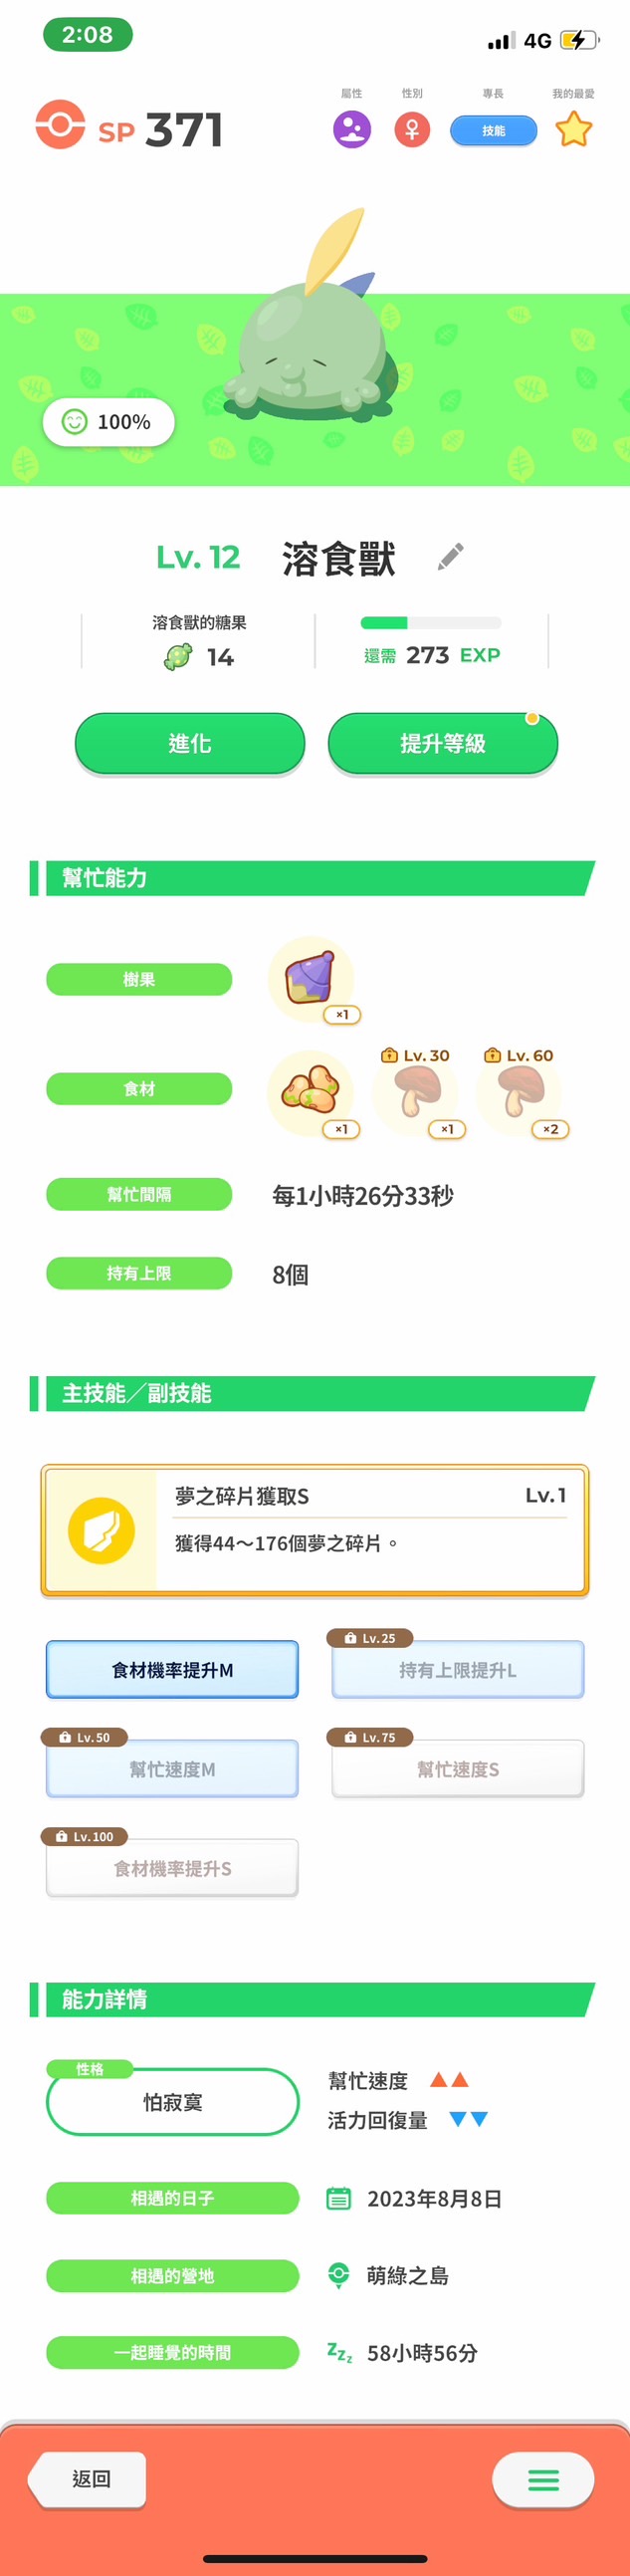 2:08
4G
屬性 性別 專長 我的最愛
SP 371
技能
100%
Lv. 12 溶食獸
溶食獸的糖果
14
還需 273 EXP
進化
提升等級
幫忙能力
樹果
×1
食材
Lv. 30
Lv. 60
×1
×1
×2
幫忙間隔
每1小時26分33秒
持有上限
8個
主技能／副技能
夢之碎片獲取S
Lv. 1
獲得44～176個夢之碎片。
食材機率提升M
Lv. 25
持有上限提升L
Lv. 50
幫忙速度M
Lv. 75
幫忙速度S
Lv. 100
食材機率提升S
能力詳情
性格
怕寂寞
幫忙速度 ▲▲
活力回復量 ▼▼
相遇的日子
2023年8月8日
相遇的營地
萌綠之島
一起睡覺的時間
zzz 58小時56分
返回